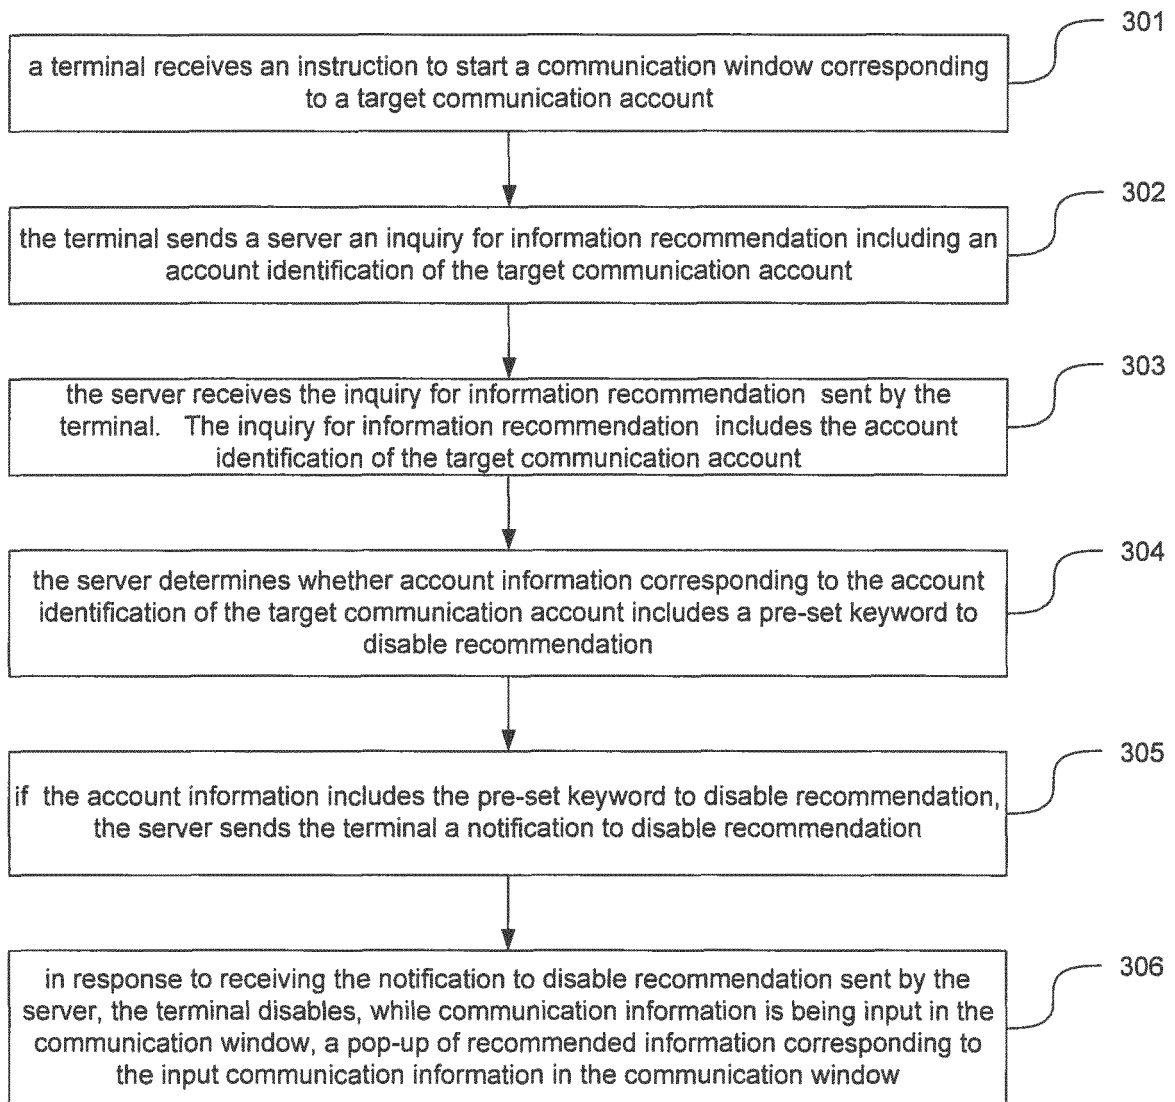 301
a terminal receives an instruction to start a communication window corresponding
to a target communication account
302
the terminal sends a server an inquiry for information recommendation including an
account identification of the target communication account
303
the server receives the inquiry for information recommendation sent by the
terminal. The inquiry for information recommendation includes the account
identification of the target communication account
304
the server determines whether account information corresponding to the account
identification of the target communication account includes a pre-set keyword to
disable recommendation
305
if the account information includes the pre-set keyword to disable recommendation,
the server sends the terminal a notification to disable recommendation
306
in response to receiving the notification to disable recommendation sent by the
server, the terminal disables, while communication information is being input in the
communication window, a pop-up of recommended information corresponding to
the input communication information in the communication window